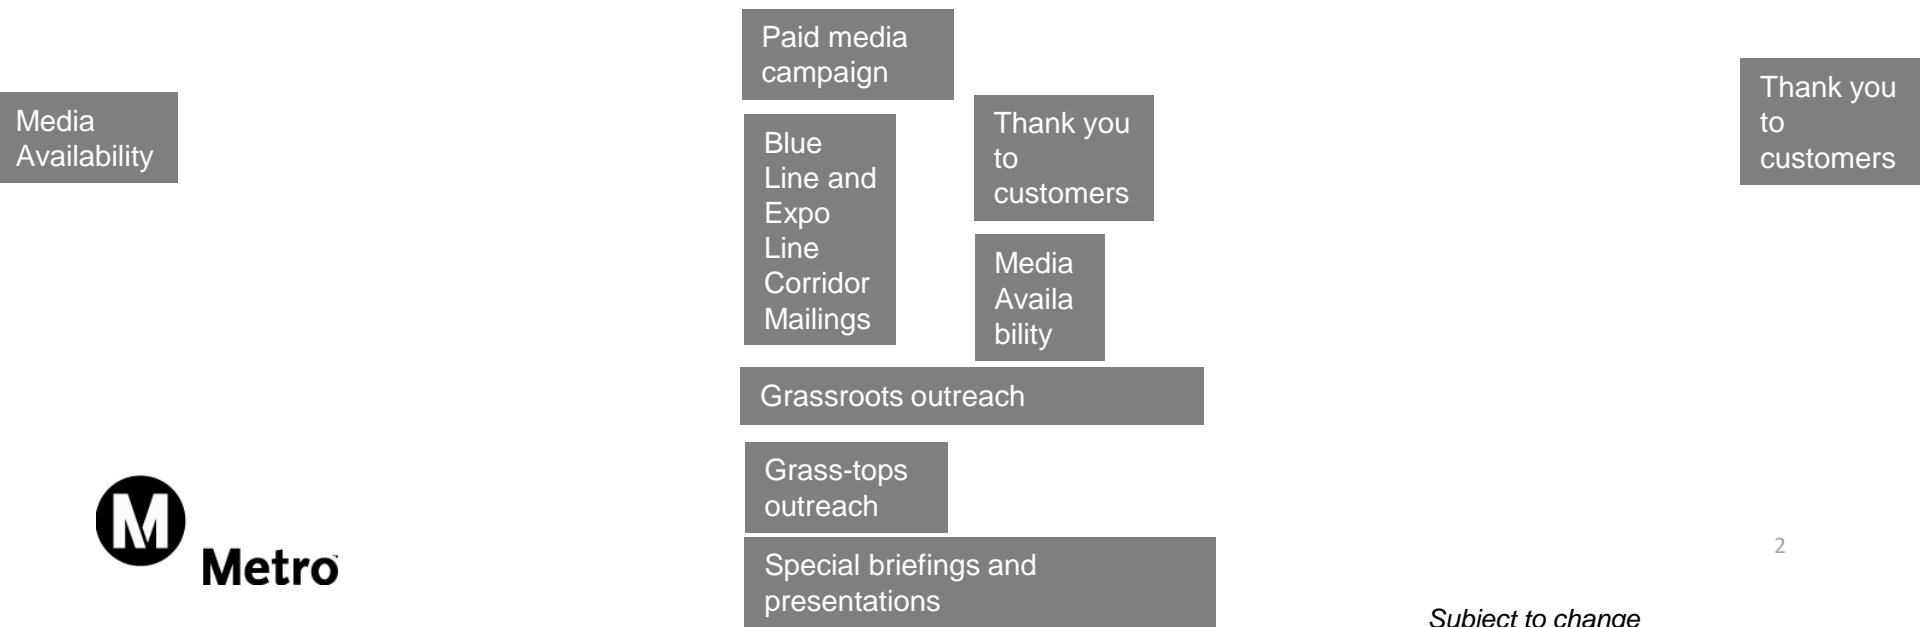 Paid media
campaign
Media
Availability
Blue
Line and
Expo
Line
Corridor
Mailings
Thank you
to
customers
Media
Availa
bility
Thank you
to
customers
Grassroots outreach
Grass-tops
outreach
Special briefings and
presentations
M
Metro
2
Subject to change